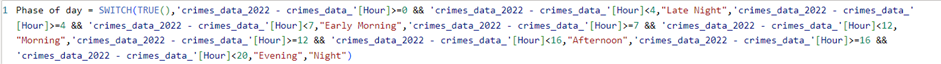 1 Phase of day = SWITCH(TRUE(),'crimes_data_2022 - crimes_data_'[Hour]>=0 && 'crimes_data_2022 - crimes_data_'[Hour]<4,"Late Night",'crimes_data_2022 - crimes_data_'
[Hour]>=4 && 'crimes_data_2022 - crimes_data_'[Hour]<7,"Early Morning",'crimes_data_2022 - crimes_data_'[Hour]>=7 && 'crimes_data_2022 - crimes_data_'[Hour]<12,
"Morning",'crimes_data_2022 - crimes_data_'[Hour]>=12 && 'crimes_data_2022 - crimes_data_'[Hour]<16,"Afternoon",'crimes_data_2022 - crimes_data_'[Hour]>=16 &&
'crimes_data_2022 - crimes_data_'[Hour]<20,"Evening","Night")